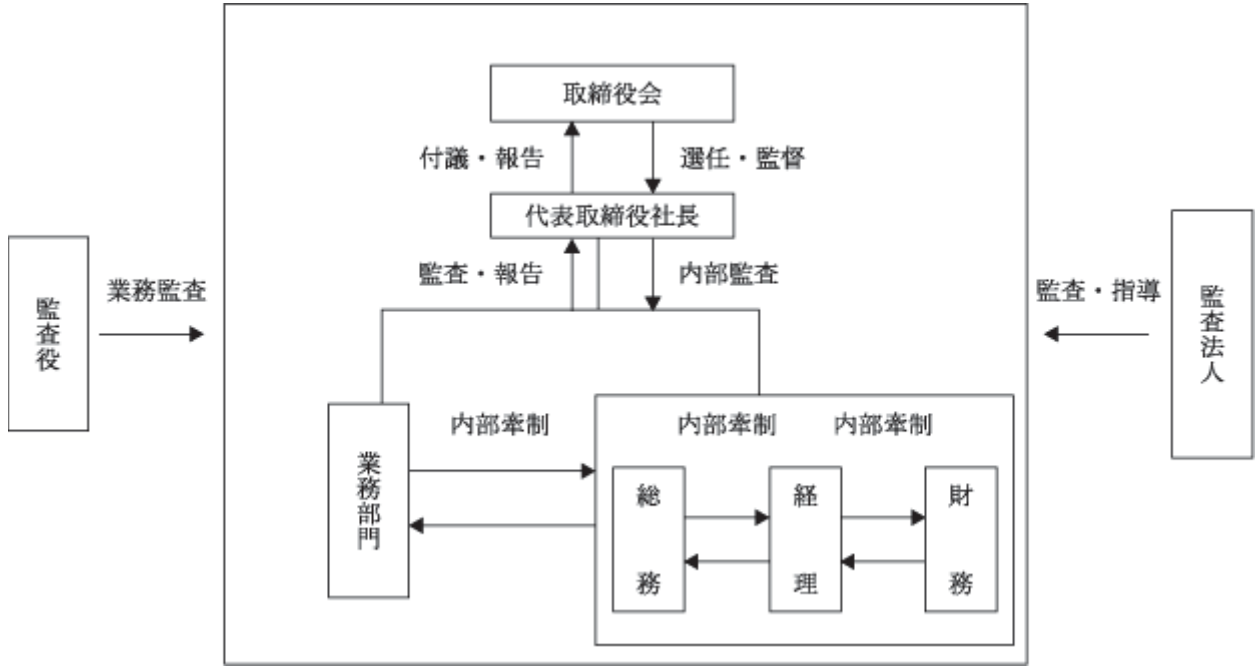 取締役会
付議・報告
選任・監督
代表取締役社長
監査・報告
内部監査
監査役
業務監査
監査・指導
監査法人
業務部門
内部牽制
内部牽制
内部牽制
総務
経理
財務